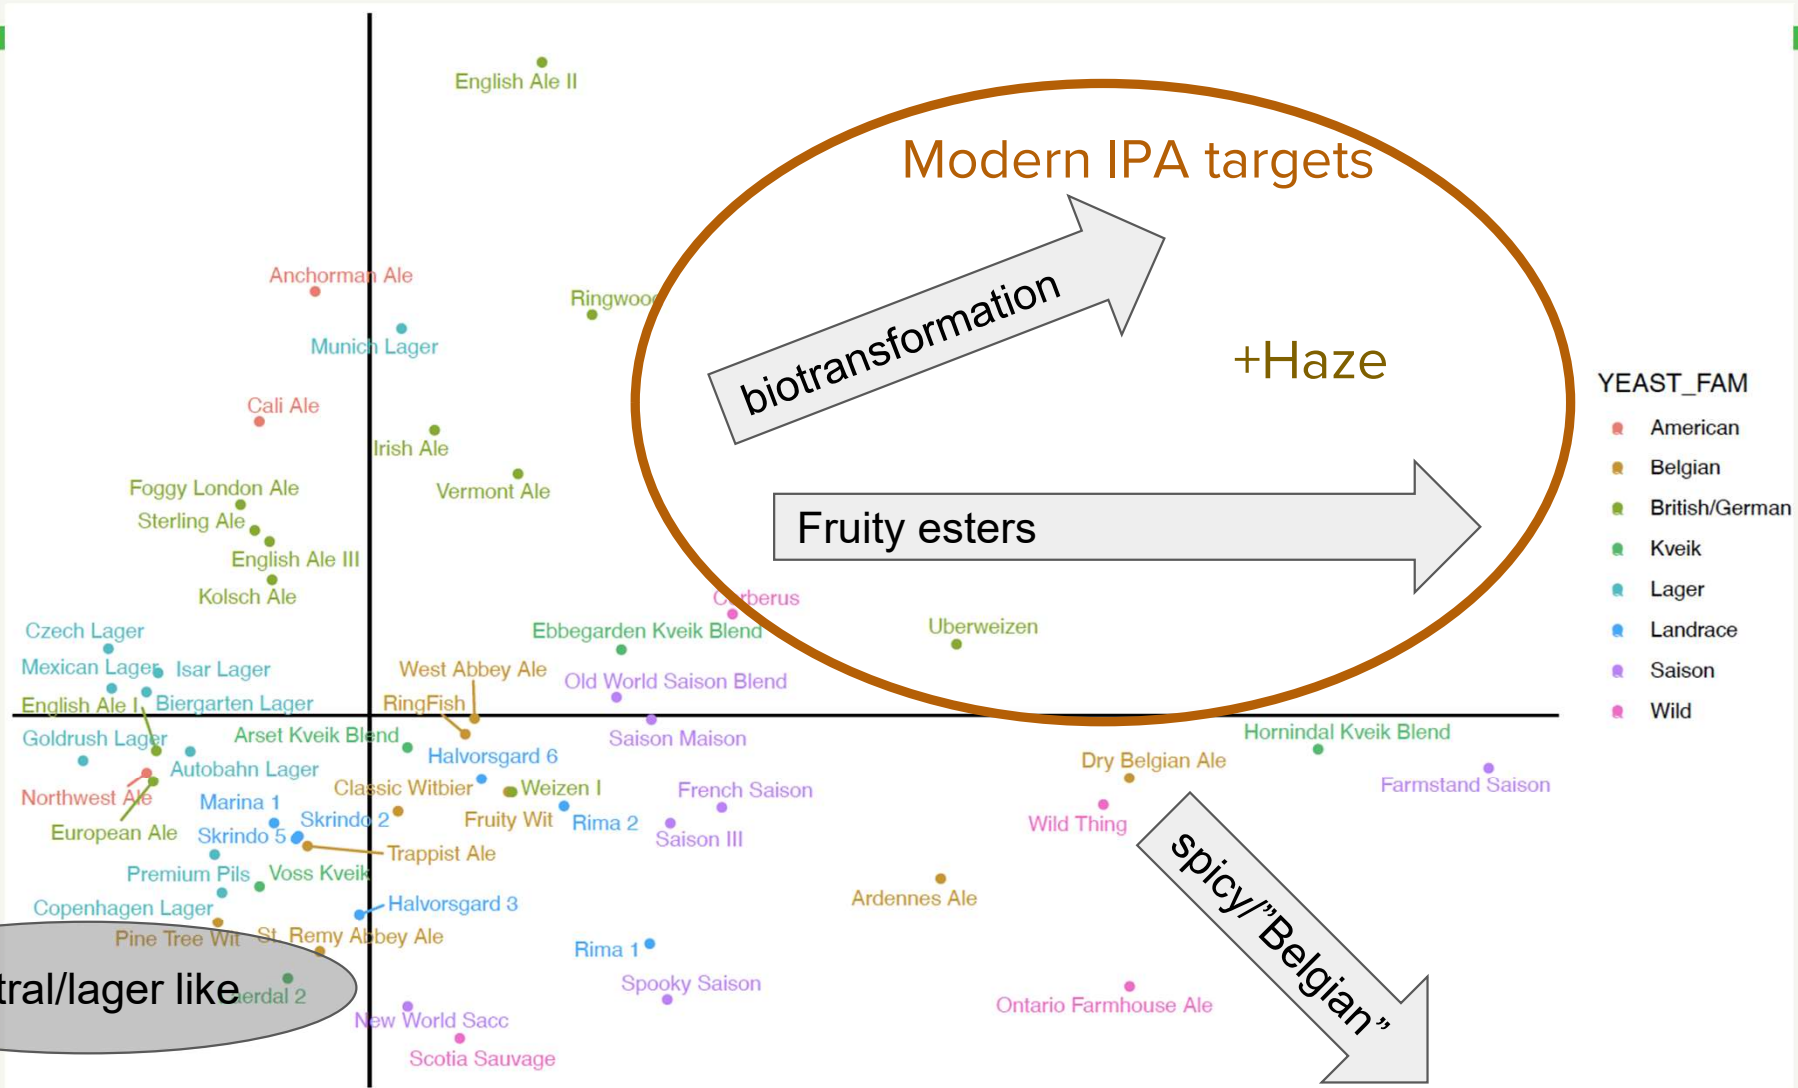 English Ale II
Modern IPA targets
Anchorman Ale
biotransformation
Ringwood
Munich Lager
+Haze
YEAST_FAM
Cali Ale
American
Irish Ale
Belgian
Foggy London Ale
Vermont Ale
British/German
Sterling Ale
Fruity esters
Kveik
English Ale III
Lager
Kolsch Ale
Cerberus
Landrace
Czech Lager
Ebbegarden Kveik Blend
Uberweizen
Mexican Lager
Isar Lager
West Abbey Ale
Saison
Old World Saison Blend
English Ale I
Biergarten Lager
RingFish
Wild
Goldrush Lager
Arset Kveik Blend
Saison Maison
Hornindal Kveik Blend
Halvorsgard 6
Dry Belgian Ale
Autobahn Lager
Farmstand Saison
Classic Witbier
Weizen I
French Saison
Northwest Ale
Marina 1
Skrindo 2
Fruity Wit
Rima 2
Wild Thing
European Ale
Skrindo 5
Saison III
Trappist Ale
spicy/”Belgian”
Premium Pils
Voss Kveik
Ardennes Ale
Copenhagen Lager
Halvorsgard 3
Pine Tree Wit
St. Remy Abbey Ale
Rima 1
tral/lager like
erdal 2
Spooky Saison
Ontario Farmhouse Ale
New World Sacc
Scotia Sauvage